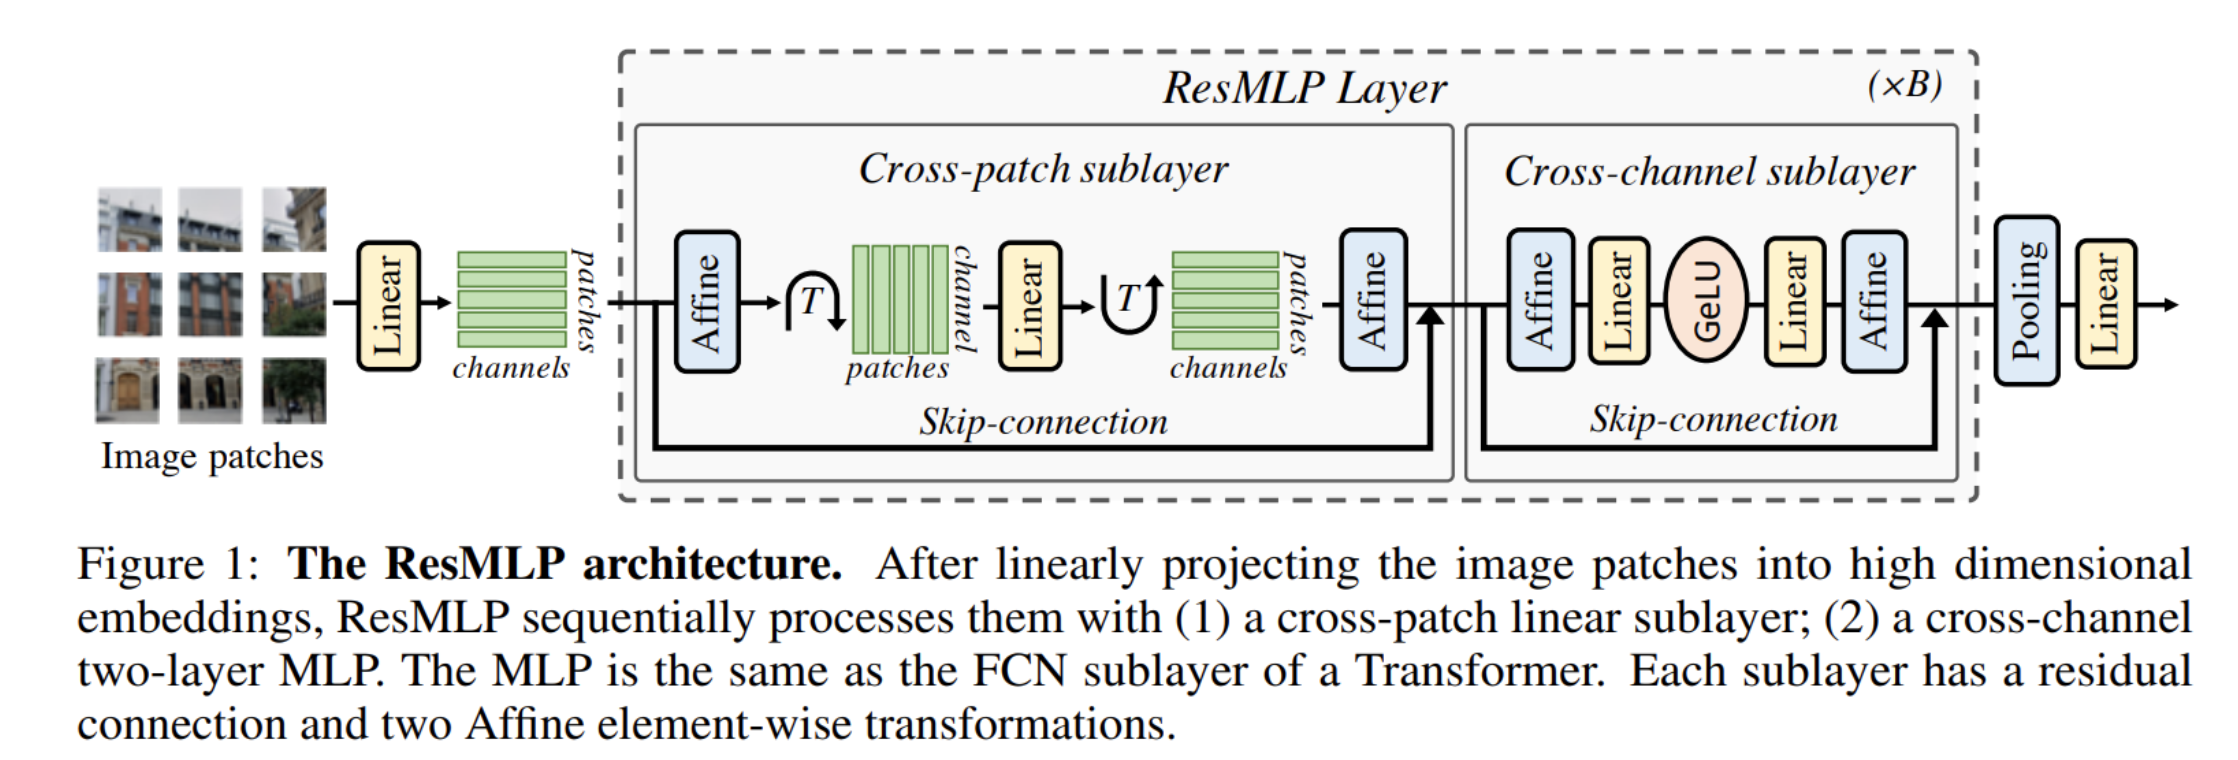 ResMLP Layer
(×B)
Cross-patch sublayer
Cross-channel sublayer
Image patches
Linear
channels
patches
Affine
T
patches
channel
Linear
T
channels
patches
Affine
Skip-connection
Affine
Linear
GeLU
Linear
Affine
Skip-connection
Pooling
Linear
Figure 1: The ResMLP architecture. After linearly projecting the image patches into high dimensional
embeddings, ResMLP sequentially processes them with (1) a cross-patch linear sublayer; (2) a cross-channel
two-layer MLP. The MLP is the same as the FCN sublayer of a Transformer. Each sublayer has a residual
connection and two Affine element-wise transformations.